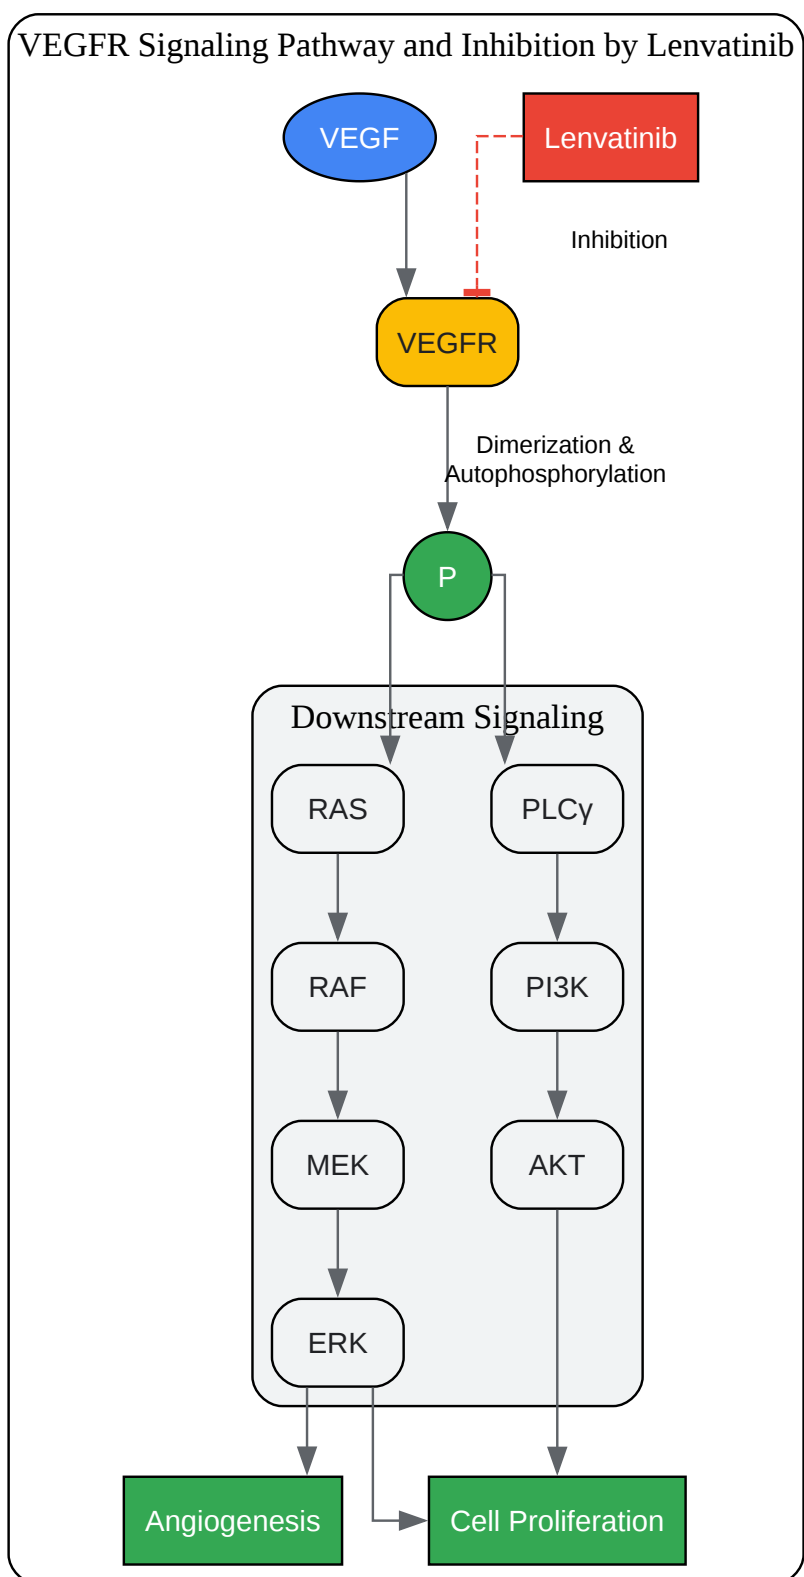 VEGFR Signaling Pathway and Inhibition by Lenvatinib
VEGF
Lenvatinib
Inhibition
VEGFR
Dimerization &
Autophosphorylation
P
Downstream Signaling
RAS
PLCγ
RAF
PI3K
MEK
AKT
ERK
Angiogenesis
Cell Proliferation